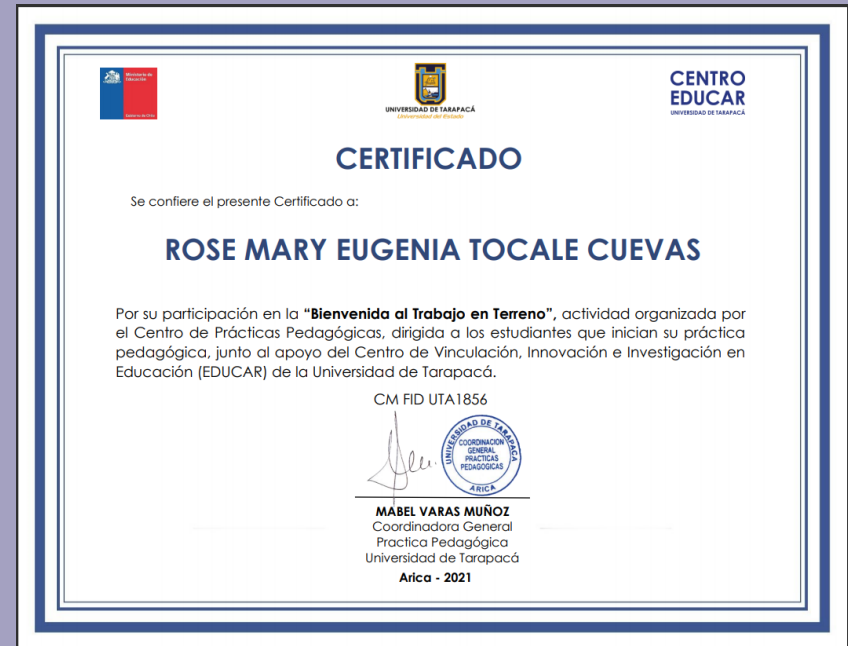 Ministerio de
Educación
Gobierno de Chile
UNIVERSIDAD DE TARAPACÁ
Universidad del Estado
CENTRO
EDUCAR
UNIVERSIDAD DE TARAPACÁ
CERTIFICADO
Se confiere el presente Certificado a:
ROSE MARY EUGENIA TOCALE CUEVAS
Por su participación en la “Bienvenida al Trabajo en Terreno”, actividad organizada por
el Centro de Prácticas Pedagógicas, dirigida a los estudiantes que inician su práctica
pedagógica, junto al apoyo del Centro de Vinculación, Innovación e Investigación en
Educación (EDUCAR) de la Universidad de Tarapacá.
CM FID UTA1856
UNIVERSIDAD DE TARAPACA
COORDINACION
GENERAL
PRACTICAS
PEDAGOGICAS
ARICA
MABEL VARAS MUÑOZ
Coordinadora General
Practica Pedagógica
Universidad de Tarapacá
Arica - 2021